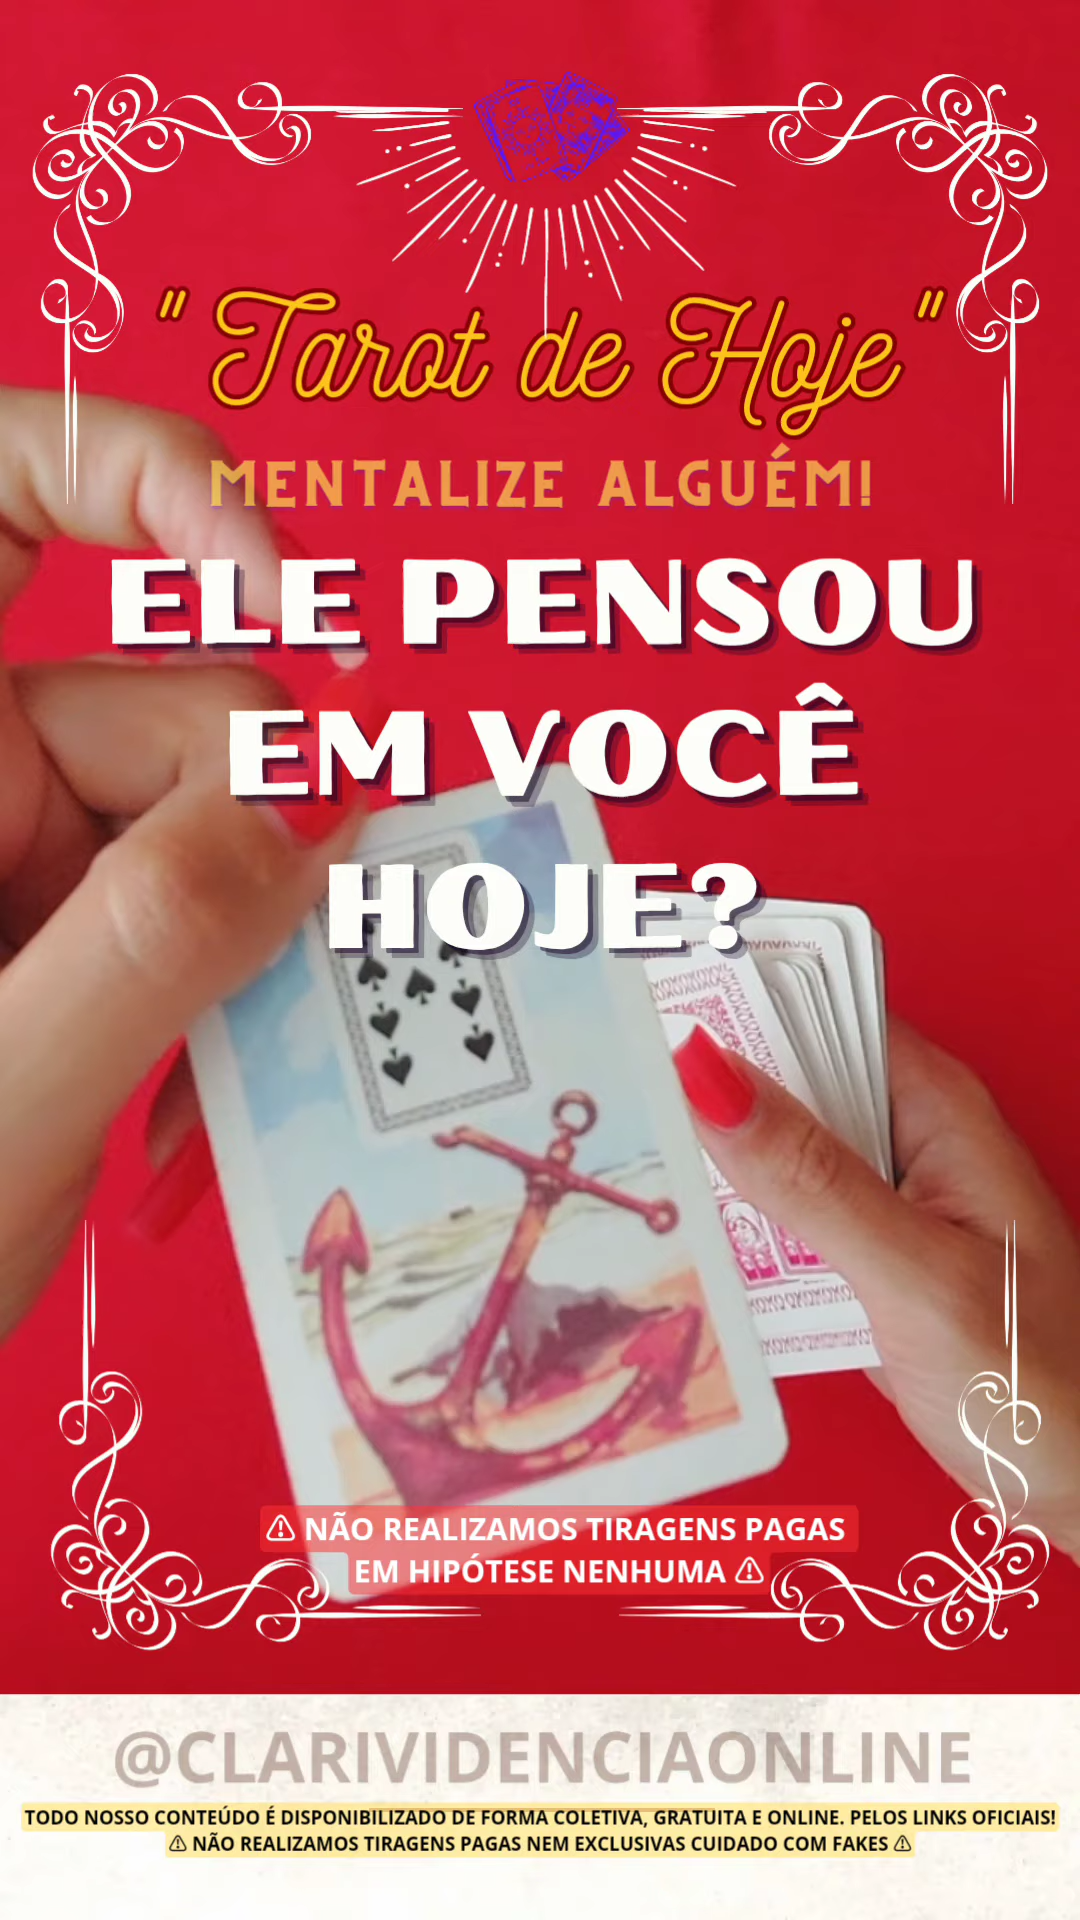 " Tarot de Hoje "
MENTALIZE ALGUÉM!
ELE PENSOU
EM VOCÊ
HOJE?
⚠ NÃO REALIZAMOS TIRAGENS PAGAS
EM HIPÓTESE NENHUMA ⚠
@CLARIVIDENCIAONLINE
TODO NOSSO CONTEÚDO É DISPONIBILIZADO DE FORMA COLETIVA, GRATUITA E ONLINE. PELOS LINKS OFICIAIS!
⚠ NÃO REALIZAMOS TIRAGENS PAGAS NEM EXCLUSIVAS CUIDADO COM FAKES ⚠